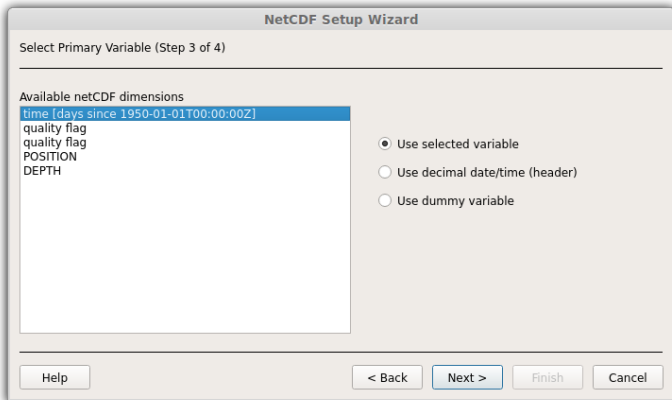 NetCDF Setup Wizard
Select Primary Variable (Step 3 of 4)
Available netCDF dimensions
time [days since 1950-01-01T00:00:00Z]
quality flag
quality flag
POSITION
DEPTH
Use selected variable
Use decimal date/time (header)
Use dummy variable
Help
< Back
Next >
Finish
Cancel